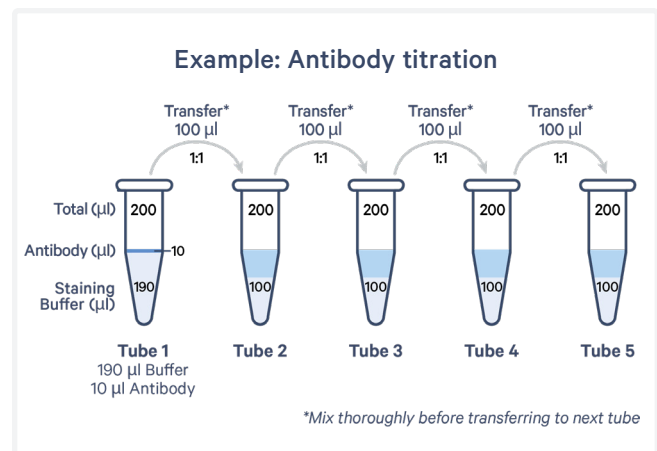 Example: Antibody titration
Transfer* Transfer* Transfer* Transfer*
100 µl 100 µl 100 µl 100 µl
1:1 1:1 1:1 1:1
Total (µl) 200 200 200 200 200
Antibody (µl) 10
Staining Buffer (µl) 190 100 100 100 100
Tube 1 Tube 2 Tube 3 Tube 4 Tube 5
190 µl Buffer
10 µl Antibody
*Mix thoroughly before transferring to next tube